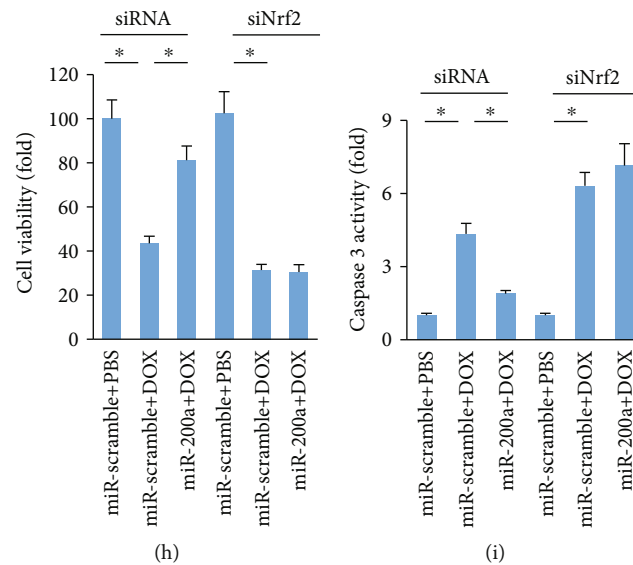 siRNA
siNrf2
*
*
*
120
100
80
60
40
20
0
Cell viability (fold)
miR-scramble+PBS
miR-scramble+DOX
miR-200a+DOX
miR-scramble+PBS
miR-scramble+DOX
miR-200a+DOX
(h)
siRNA
siNrf2
*
*
*
9
6
3
0
Caspase 3 activity (fold)
miR-scramble+PBS
miR-scramble+DOX
miR-200a+DOX
miR-scramble+PBS
miR-scramble+DOX
miR-200a+DOX
(i)